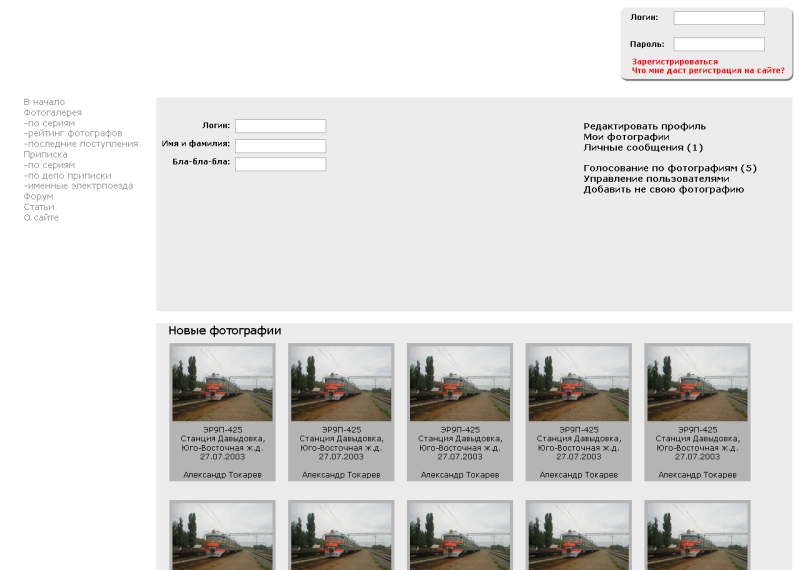 Логин:
Пароль:
Зарегистрироваться
Что мне даст регистрация на сайте?
В начало
Фотогалерея
-по сериям
-рейтинг фотографов
-последние поступления
Приписка
-по сериям
-по депо приписки
-именные электрпоезда
Форум
Статьи
О сайте
Логин:
Имя и фамилия:
Бла-бла-бла:
Редактировать профиль
Мои фотографии
Личные сообщения (1)
Голосование по фотографиям (5)
Управление пользователями
Добавить не свою фотографию
Новые фотографии
ЭР9П-425
Станция Давыдовка,
Юго-Восточная ж.д.
27.07.2003
Александр Токарев
ЭР9П-425
Станция Давыдовка,
Юго-Восточная ж.д.
27.07.2003
Александр Токарев
ЭР9П-425
Станция Давыдовка,
Юго-Восточная ж.д.
27.07.2003
Александр Токарев
ЭР9П-425
Станция Давыдовка,
Юго-Восточная ж.д.
27.07.2003
Александр Токарев
ЭР9П-425
Станция Давыдовка,
Юго-Восточная ж.д.
27.07.2003
Александр Токарев